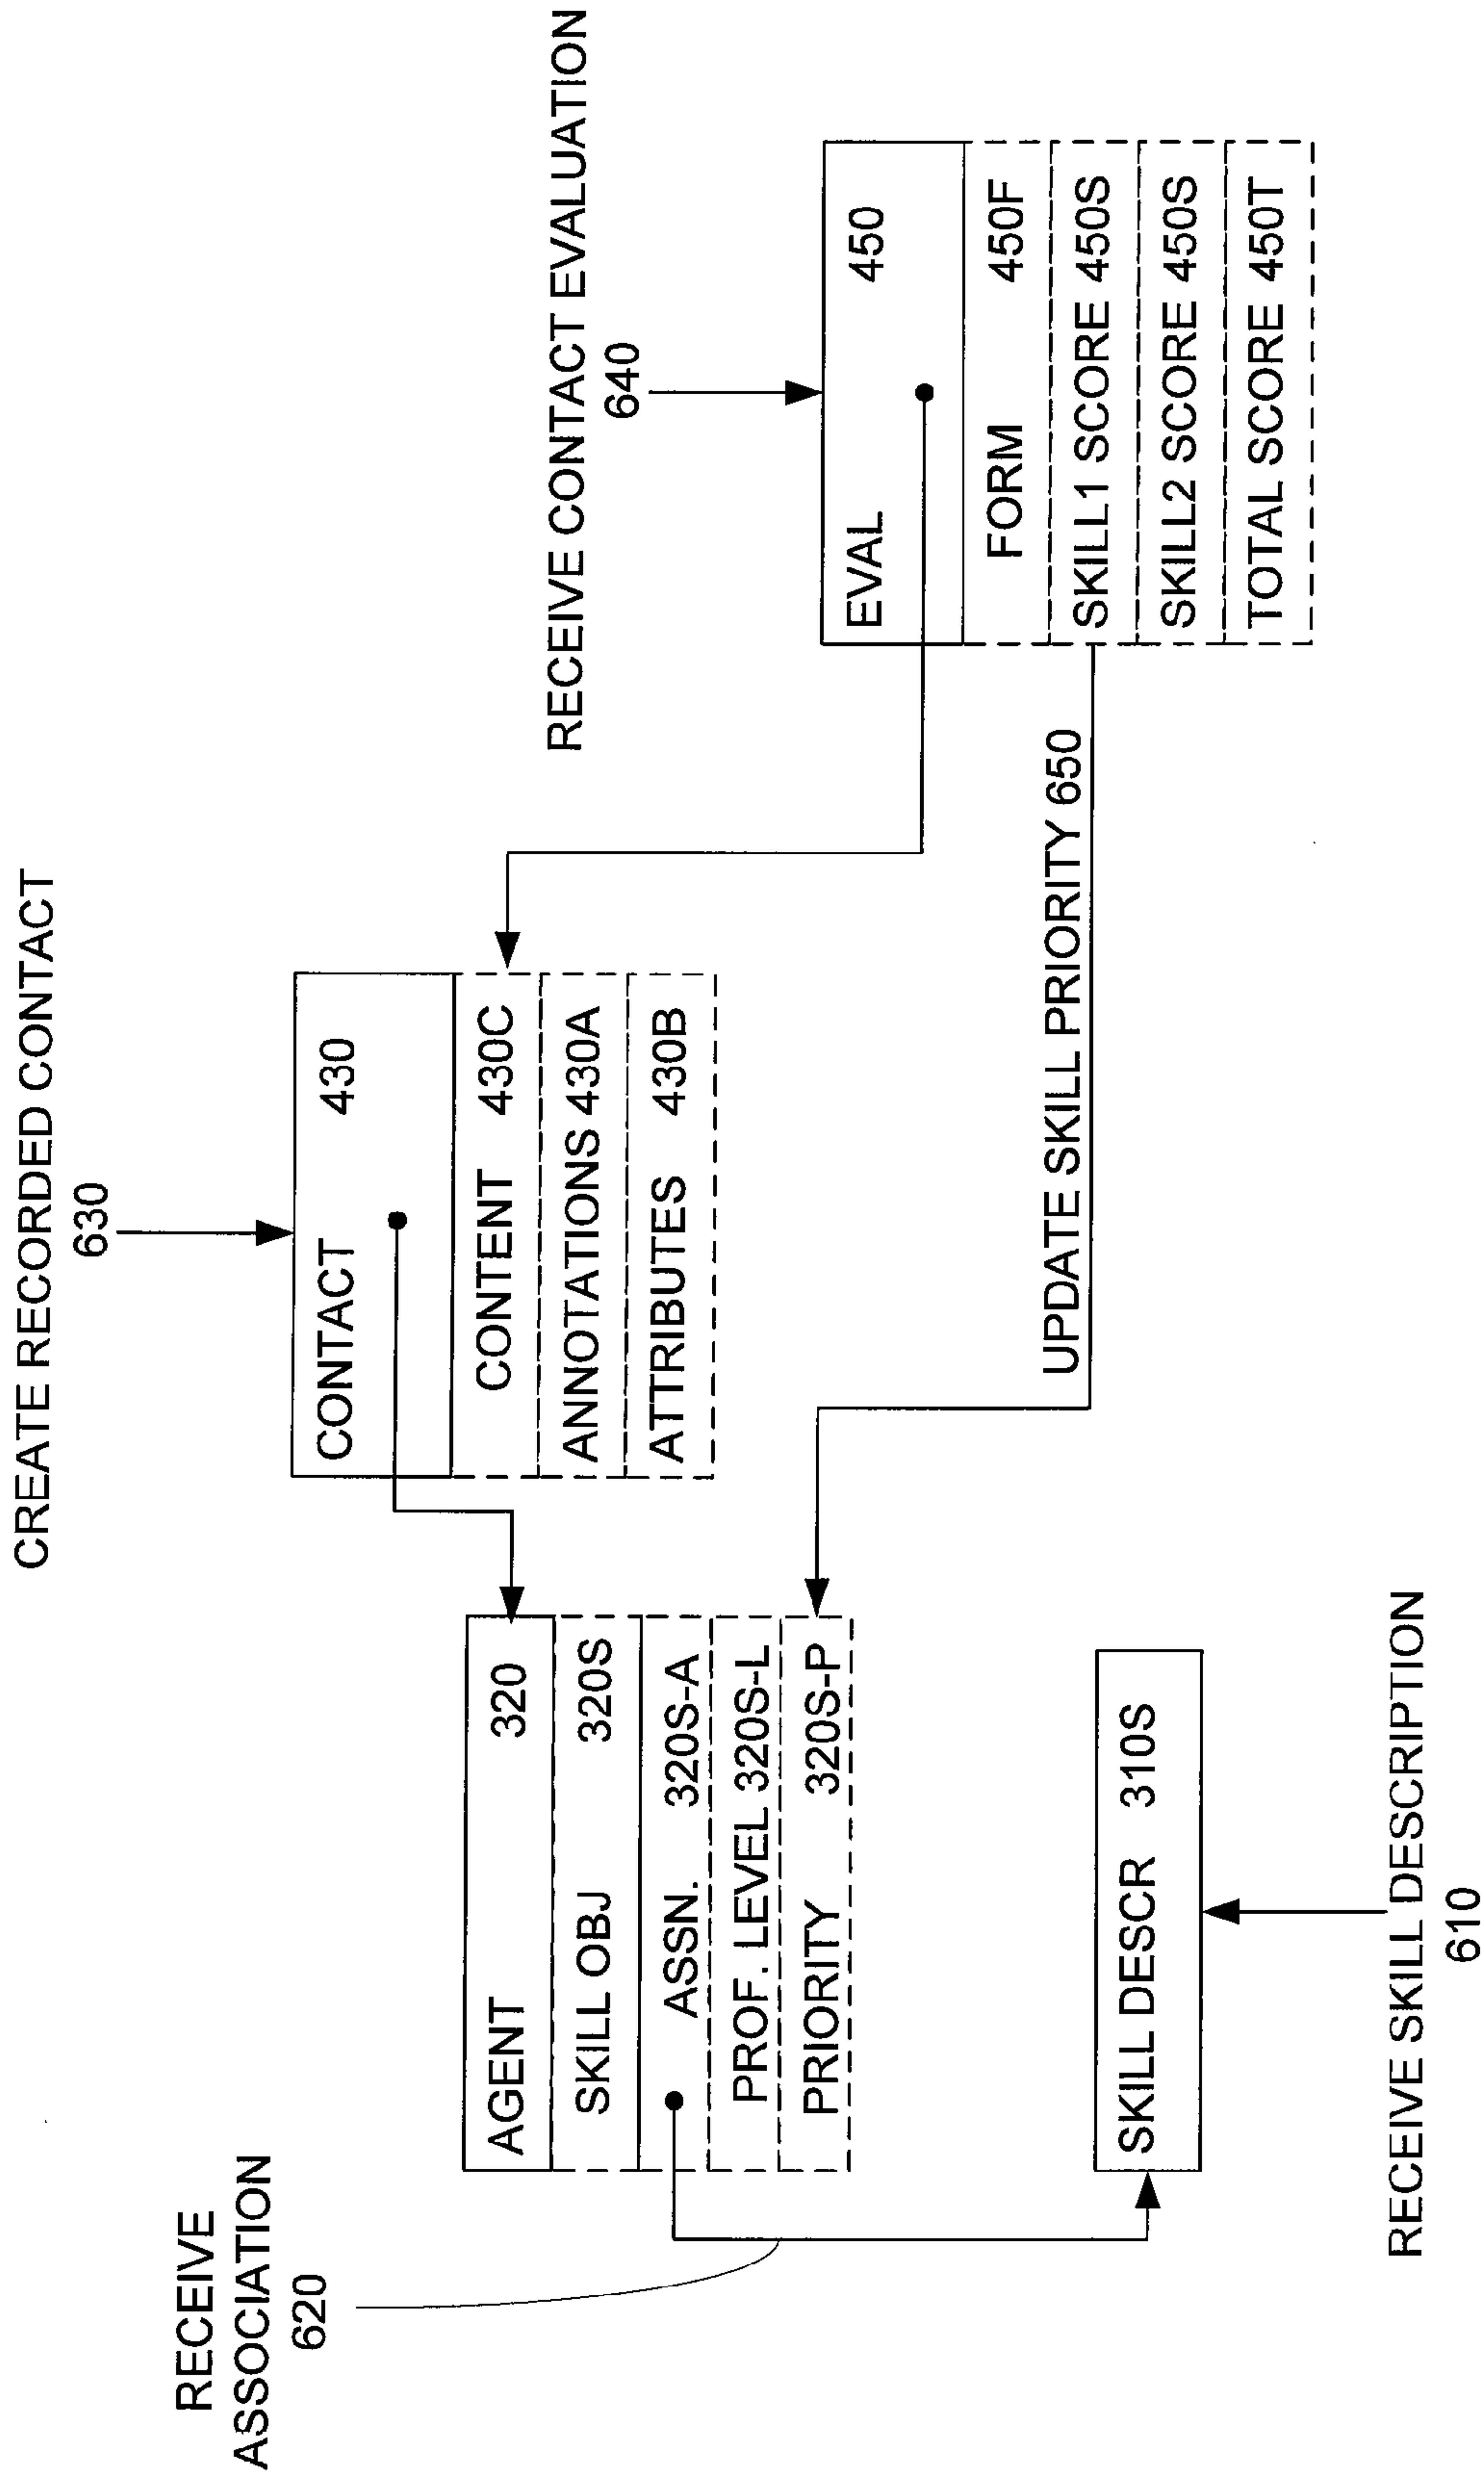 CREATE RECORDED CONTACT
630
RECEIVE
ASSOCIATION
620
RECEIVE CONTACT EVALUATION
640
CONTACT 430
CONTENT 430C
ANNOTATIONS 430A
ATTRIBUTES 430B
AGENT 320
SKILL OBJ 320S
ASSN. 320S-A
PROF. LEVEL 320S-L
PRIORITY 320S-P
EVAL 450
FORM 450F
SKILL1 SCORE 450S
SKILL2 SCORE 450S
TOTAL SCORE 450T
UPDATE SKILL PRIORITY 650
SKILL DESCR 310S
RECEIVE SKILL DESCRIPTION
610